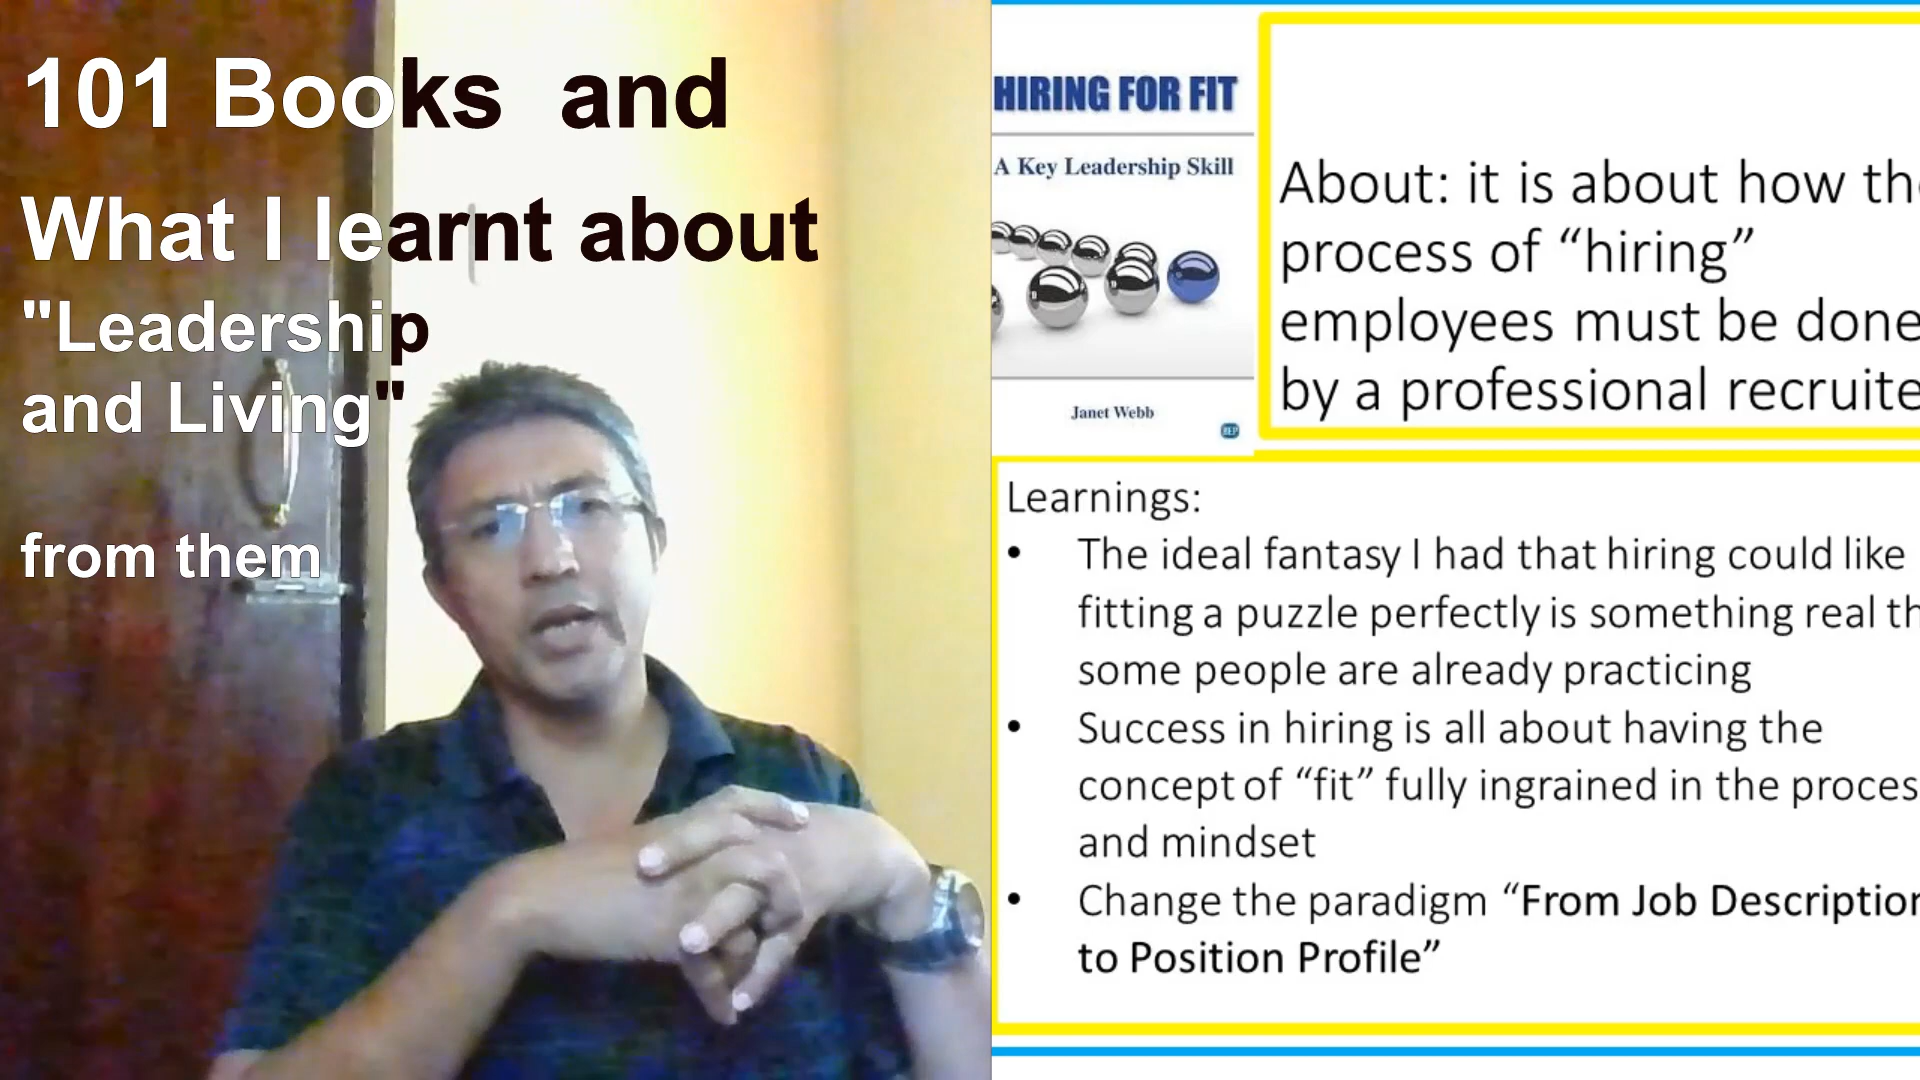 101 Books and
What I learnt about
"Leadership
and Living"
from them
HIRING FOR FIT
A Key Leadership Skill
Janet Webb
BEP
About: it is about how the
process of “hiring”
employees must be done
by a professional recruite
Learnings:
• The ideal fantasy I had that hiring could like
fitting a puzzle perfectly is something real th
some people are already practicing
• Success in hiring is all about having the
concept of “fit” fully ingrained in the proces
and mindset
• Change the paradigm “From Job Description
to Position Profile”